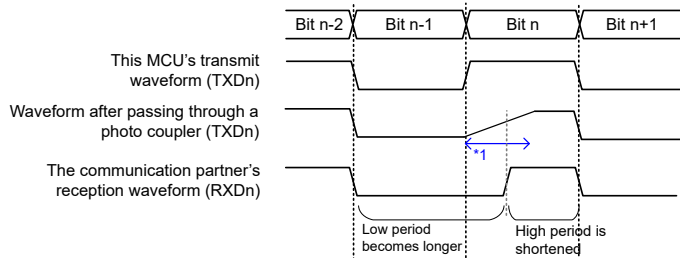 Bit n-2
Bit n-1
Bit n
Bit n+1
This MCU's transmit
waveform (TXDn)
Waveform after passing through a
photo coupler (TXDn)
*1
The communication partner's
reception waveform (RXDn)
Low period
becomes longer
High period is
shortened